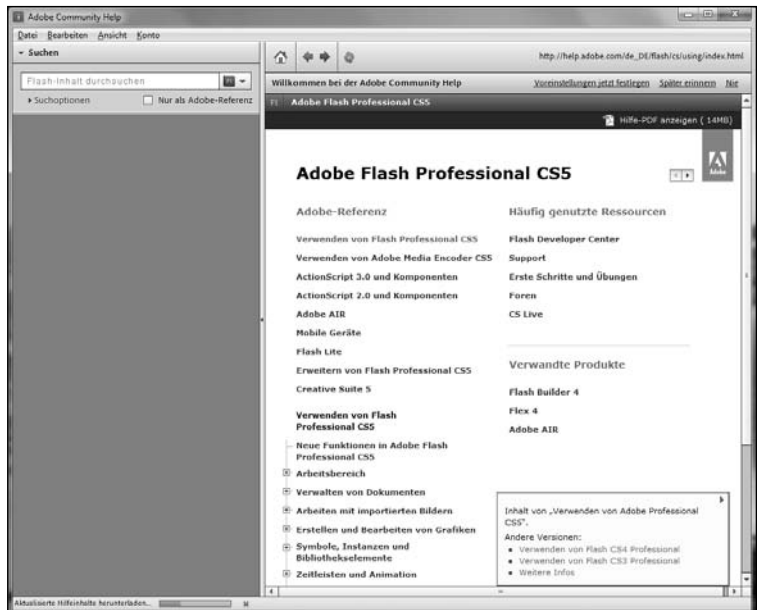 Adobe Community Help
Datei Bearbeiten Ansicht Konto
Suchen
http://help.adobe.com/de_DE/flash/cs/using/index.html
Flash-Inhalt durchsuchen
Suchoptionen
Nur als Adobe-Referenz
Willkommen bei der Adobe Community Help
Voreinstellungen jetzt festlegen Später erinnern Nie
Adobe Flash Professional CS5
Hilfe-PDF anzeigen ( 14MB)
Adobe
Adobe Flash Professional CS5
Adobe-Referenz
Verwenden von Flash Professional CS5
Verwenden von Adobe Media Encoder CS5
ActionScript 3.0 und Komponenten
ActionScript 2.0 und Komponenten
Adobe AIR
Mobile Geräte
Flash Lite
Erweitern von Flash Professional CS5
Creative Suite 5
Verwenden von Flash
Professional CS5
Neue Funktionen in Adobe Flash
Professional CS5
Arbeitsbereich
Verwalten von Dokumenten
Arbeiten mit importierten Bildern
Erstellen und Bearbeiten von Grafiken
Symbole, Instanzen und
Bibliothekselemente
Zeitleisten und Animation
Häufig genutzte Ressourcen
Flash Developer Center
Support
Erste Schritte und Übungen
Foren
CS Live
Verwandte Produkte
Flash Builder 4
Flex 4
Adobe AIR
Inhalt von „Verwenden von Adobe Professional
CS5".
Andere Versionen:
Verwenden von Flash CS4 Professional
Verwenden von Flash CS3 Professional
Weitere Infos
Aktualisierte Hilfeinhalte herunterladen...